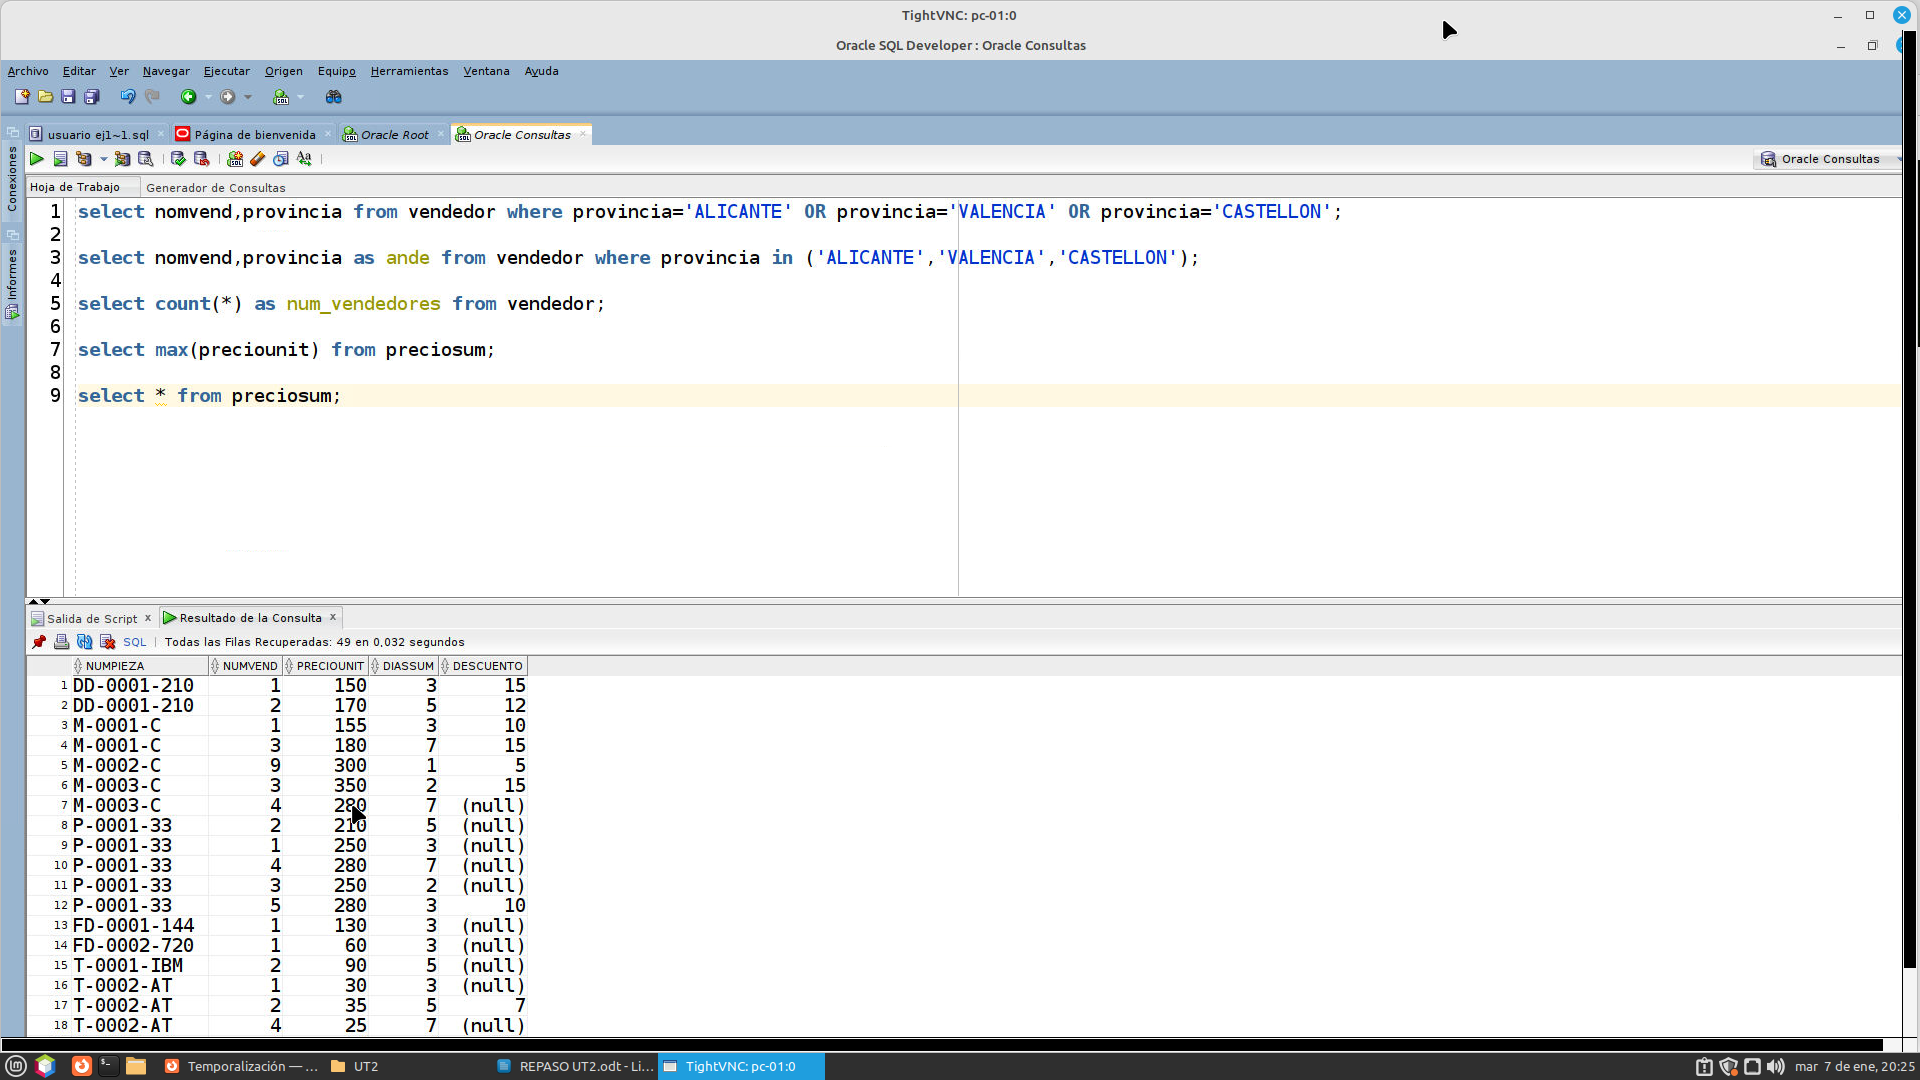 TightVNC: pc-01:0
Oracle SQL Developer : Oracle Consultas
Archivo Editar Ver Navegar Ejecutar Origen Equipo Herramientas Ventana Ayuda
usuario ej1~1.sql Página de bienvenida Oracle Root Oracle Consultas
Oracle Consultas
Conexiones
Informes
Hoja de Trabajo Generador de Consultas
1 select nomvend,provincia from vendedor where provincia='ALICANTE' OR provincia='VALENCIA' OR provincia='CASTELLON';
2
3 select nomvend,provincia as ande from vendedor where provincia in ('ALICANTE','VALENCIA','CASTELLON');
4
5 select count(*) as num_vendedores from vendedor;
6
7 select max(preciounit) from preciosum;
8
9 select * from preciosum;
Salida de Script x Resultado de la Consulta x
SQL | Todas las Filas Recuperadas: 49 en 0,032 segundos
NUMPIEZA NUMVEND PRECIOUNIT DIASSUM DESCUENTO
1 DD-0001-210 1 150 3 15
2 DD-0001-210 2 170 5 12
3 M-0001-C 1 155 3 10
4 M-0001-C 3 180 7 15
5 M-0002-C 9 300 1 5
6 M-0003-C 3 350 2 15
7 M-0003-C 4 280 7 (null)
8 P-0001-33 2 210 5 (null)
9 P-0001-33 1 250 3 (null)
10 P-0001-33 4 280 7 (null)
11 P-0001-33 3 250 2 (null)
12 P-0001-33 5 280 3 10
13 FD-0001-144 1 130 3 (null)
14 FD-0002-720 1 60 3 (null)
15 T-0001-IBM 2 90 5 (null)
16 T-0002-AT 1 30 3 (null)
17 T-0002-AT 2 35 5 7
18 T-0002-AT 4 25 7 (null)
Temporalización — ... UT2 REPASO UT2.odt - Li... TightVNC: pc-01:0 mar 7 de ene, 20:25